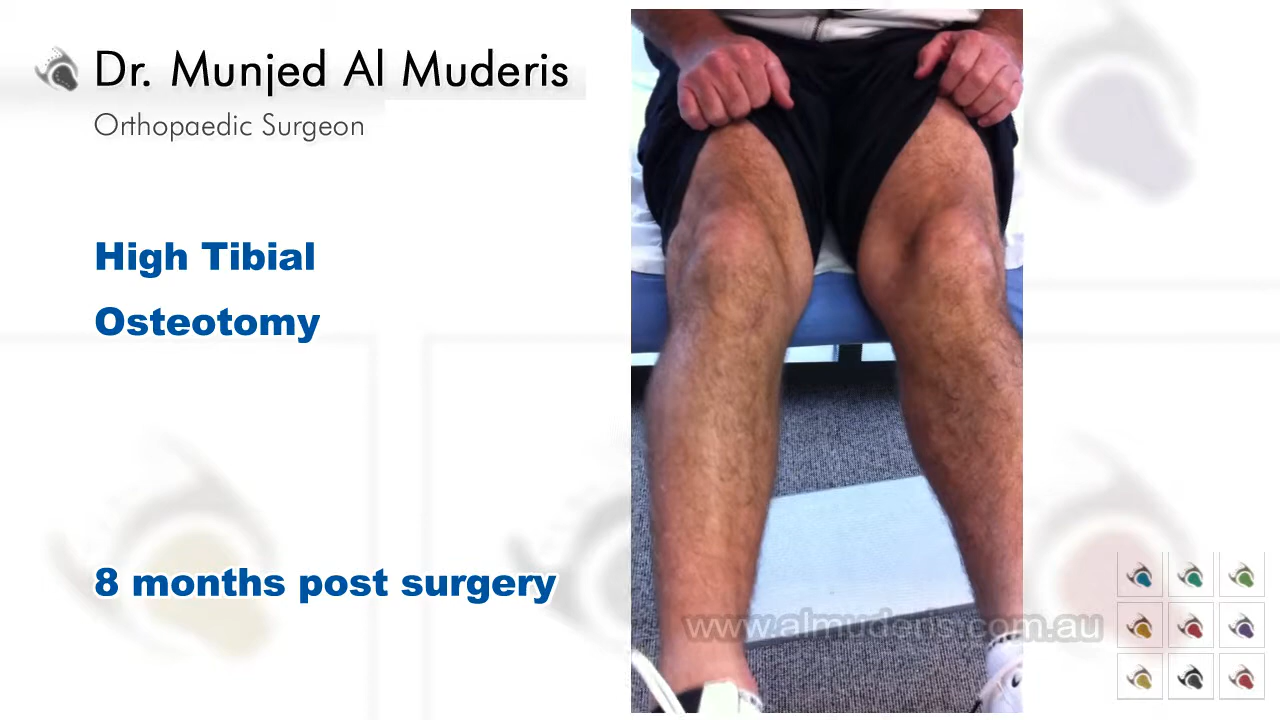 Dr. Munjed Al Muderis
Orthopaedic Surgeon
High Tibial
Osteotomy
8 months post surgery
www.almuderis.com.au